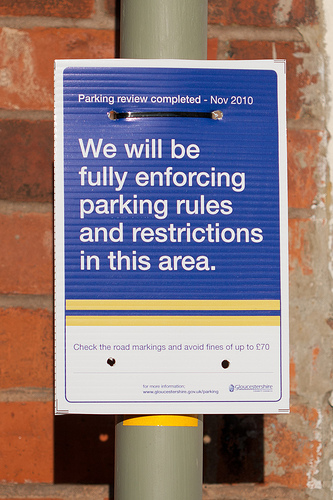 Parking review completed - Nov 2010
We will be
fully enforcing
parking rules
and restrictions
in this area.
Check the road markings and avoid fines of up to £70
for more information,
www.gloucestershire.gov.uk/parking
Gloucestershire